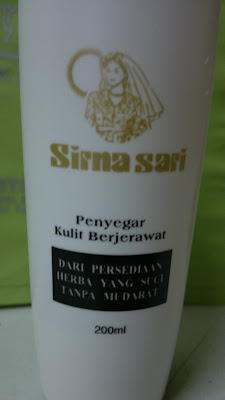 Sirna sari
Penyegar
Kulit Berjerawat
DARI PERSEDIAAN
HERBA YANG SUCI
TANPA MUDARAT
200ml